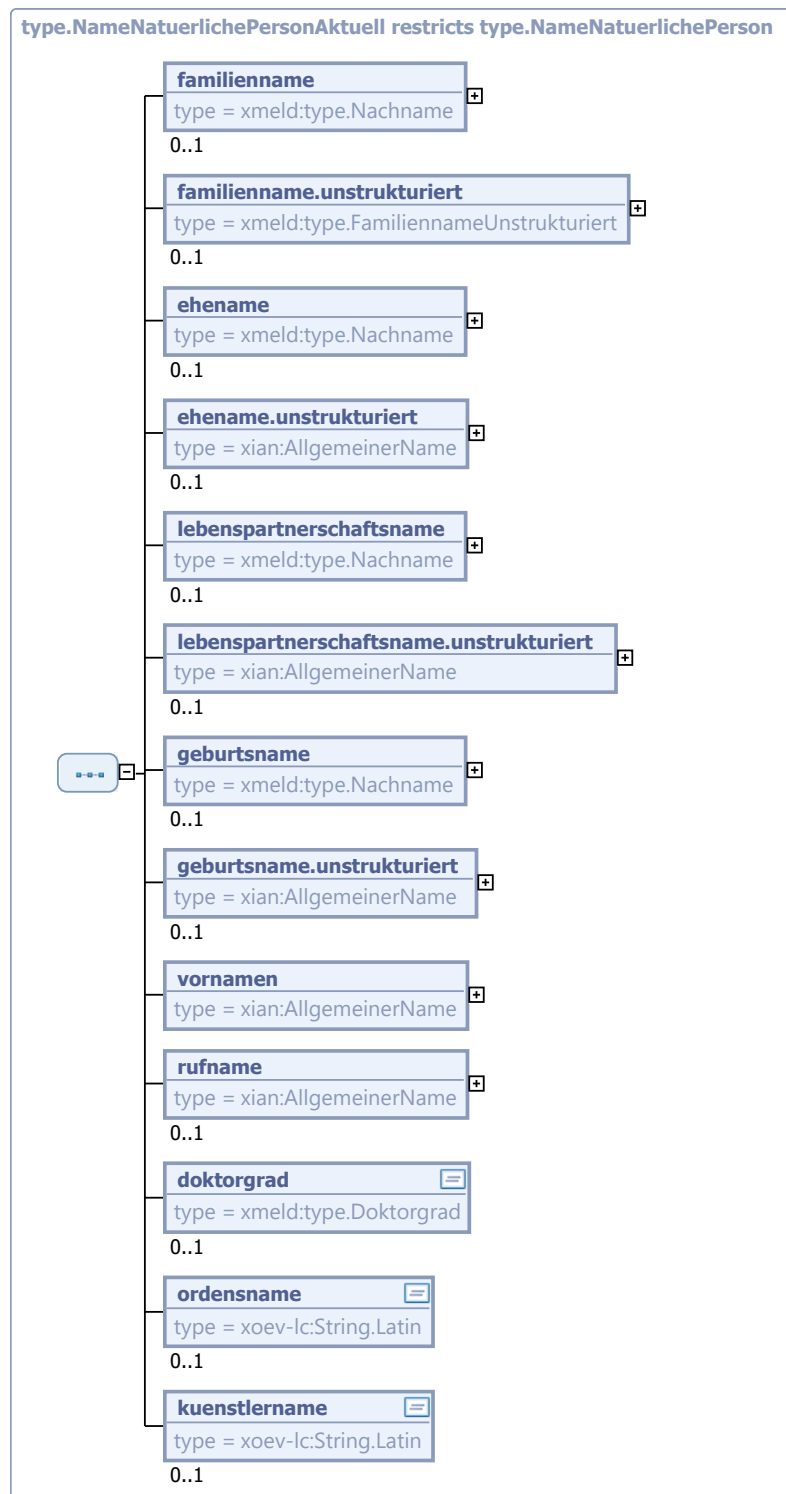 type.NameNatuerlichePersonAktuell restricts type.NameNatuerlichePerson
familienname
type = xmeld:type.Nachname
0..1
familienname.unstrukturiert
type = xmeld:type.FamiliennameUnstrukturiert
0..1
ehename
type = xmeld:type.Nachname
0..1
ehename.unstrukturiert
type = xian:AllgemeinerName
0..1
lebenspartnerschaftsname
type = xmeld:type.Nachname
0..1
lebenspartnerschaftsname.unstrukturiert
type = xian:AllgemeinerName
0..1
geburtsname
type = xmeld:type.Nachname
0..1
geburtsname.unstrukturiert
type = xian:AllgemeinerName
0..1
vornamen
type = xian:AllgemeinerName
rufname
type = xian:AllgemeinerName
0..1
doktorgrad
type = xmeld:type.Doktorgrad
0..1
ordensname
type = xoev-lc:String.Latin
0..1
kuenstlername
type = xoev-lc:String.Latin
0..1